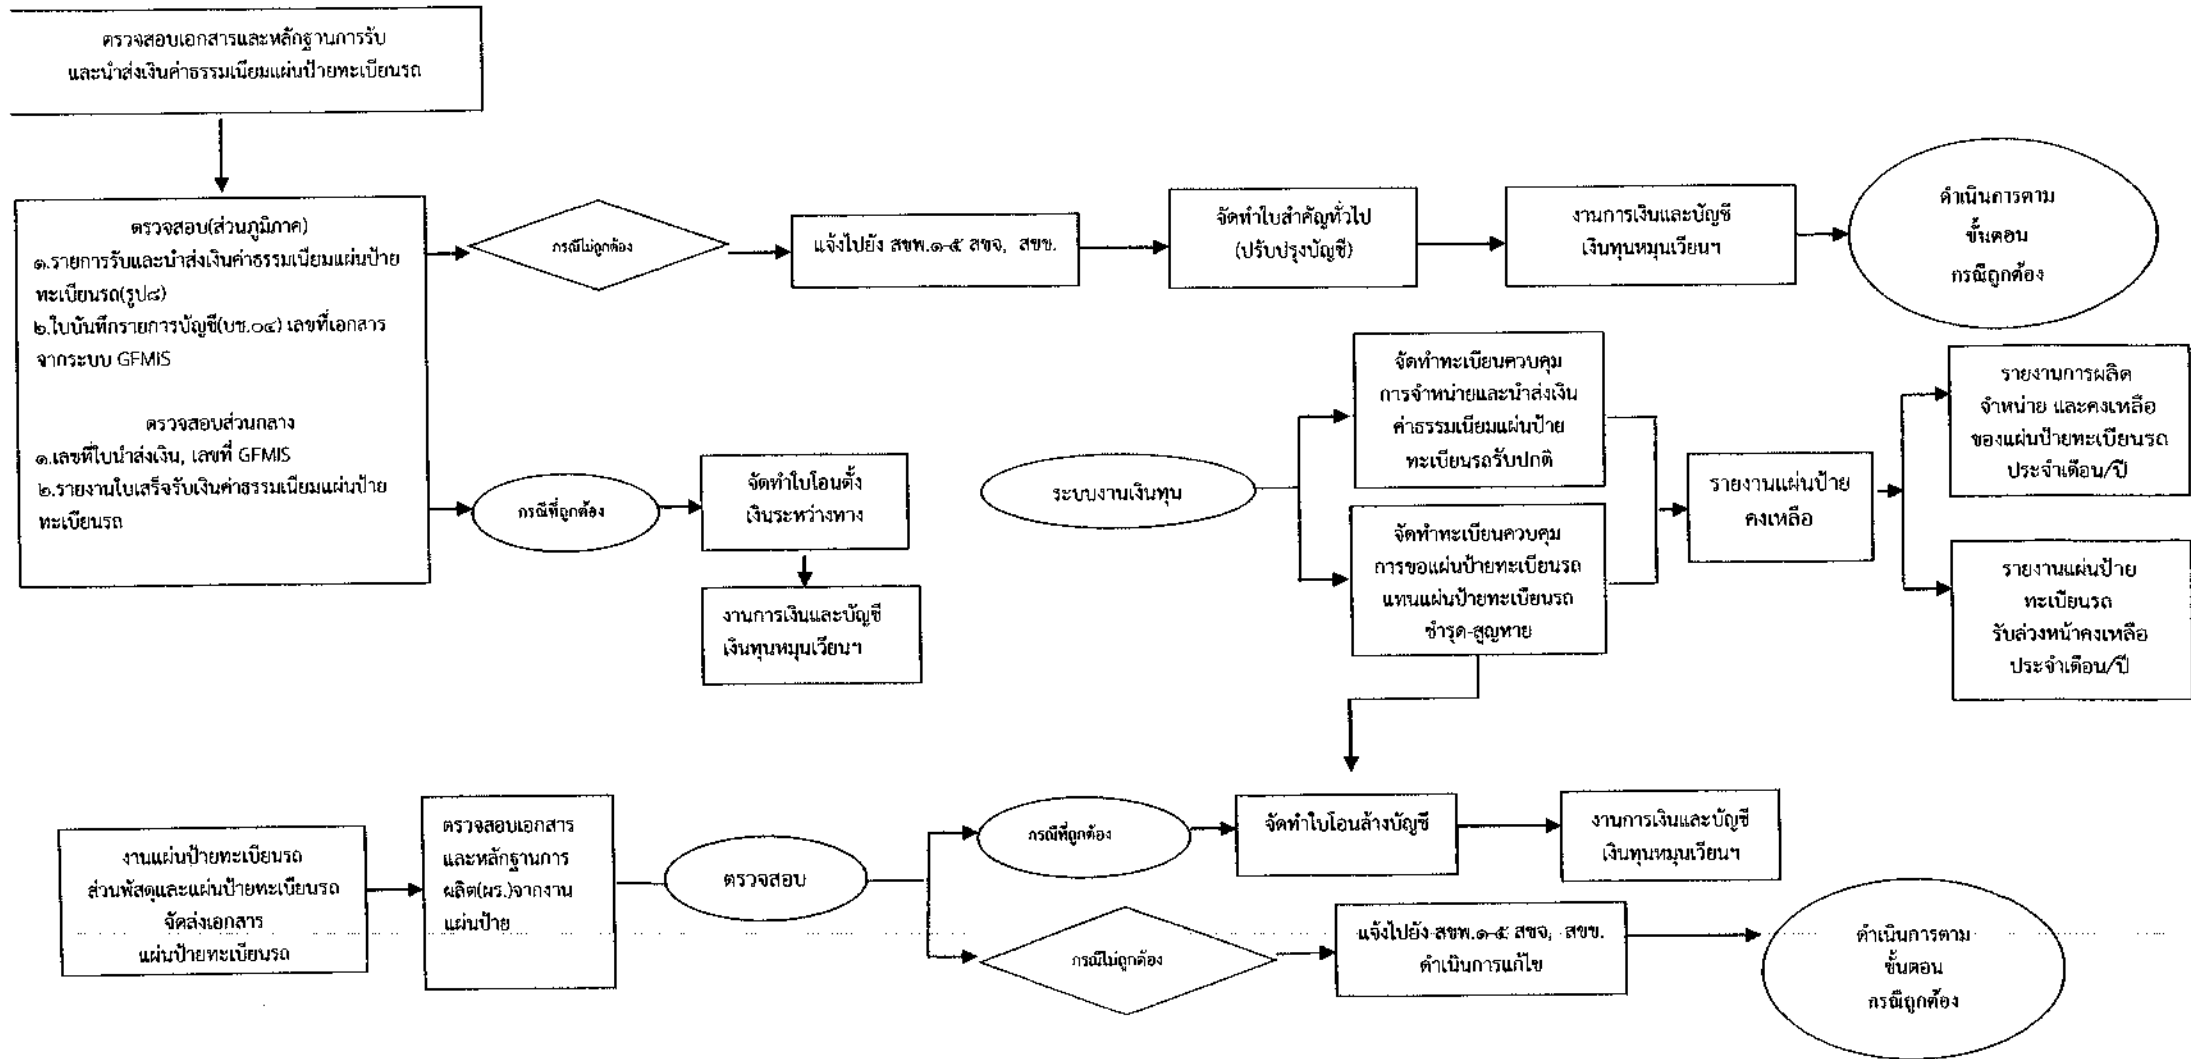 ตรวจสอบเอกสารและหลักฐานการรับ
และนำส่งเงินค่าธรรมเนียมแผ่นป้ายทะเบียนรถ
ตรวจสอบ(ส่วนภูมิภาค)
๑.รายการรับและนำส่งเงินค่าธรรมเนียมแผ่นป้าย
ทะเบียนรถ(รูป๘)
๒.ใบบันทึกรายการบัญชี(บช.๐๔) เลขที่เอกสาร
จากระบบ GFMIS
ตรวจสอบส่วนกลาง
๑.เลขที่ใบนำส่งเงิน, เลขที่ GFMIS
๒.รายงานใบเสร็จรับเงินค่าธรรมเนียมแผ่นป้าย
ทะเบียนรถ
กรณีไม่ถูกต้อง
แจ้งไปยัง สขพ.๑-๕ สขจ, สขข.
จัดทำใบสำคัญทั่วไป
(ปรับปรุงบัญชี)
งานการเงินและบัญชี
เงินทุนหมุนเวียนฯ
ดำเนินการตาม
ขั้นตอน
กรณีถูกต้อง
กรณีที่ถูกต้อง
จัดทำใบโอนตั้ง
เงินระหว่างทาง
งานการเงินและบัญชี
เงินทุนหมุนเวียนฯ
ระบบงานเงินทุน
จัดทำทะเบียนควบคุม
การจำหน่ายและนำส่งเงิน
ค่าธรรมเนียมแผ่นป้าย
ทะเบียนรถรับปกติ
จัดทำทะเบียนควบคุม
การขอแผ่นป้ายทะเบียนรถ
แทนแผ่นป้ายทะเบียนรถ
ชำรุด-สูญหาย
รายงานแผ่นป้าย
คงเหลือ
รายงานการผลิต
จำหน่าย และคงเหลือ
ของแผ่นป้ายทะเบียนรถ
ประจำเดือน/ปี
รายงานแผ่นป้าย
ทะเบียนรถ
รับล่วงหน้าคงเหลือ
ประจำเดือน/ปี
งานแผ่นป้ายทะเบียนรถ
ส่วนพัสดุและแผ่นป้ายทะเบียนรถ
จัดส่งเอกสาร
แผ่นป้ายทะเบียนรถ
ตรวจสอบเอกสาร
และหลักฐานการ
ผลิต(ผร.)จากงาน
แผ่นป้าย
ตรวจสอบ
กรณีที่ถูกต้อง
จัดทำใบโอนล้างบัญชี
งานการเงินและบัญชี
เงินทุนหมุนเวียนฯ
กรณีไม่ถูกต้อง
แจ้งไปยัง สขพ.๑-๕ สขจ, สขข.
ดำเนินการแก้ไข
ดำเนินการตาม
ขั้นตอน
กรณีถูกต้อง